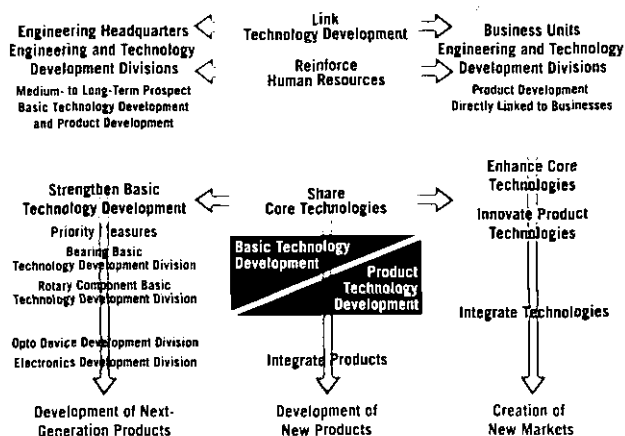 Engineering Headquarters
Engineering and Technology
Development Divisions
Medium- to Long-Term Prospect
Basic Technology Development
and Product Development
Link
Technology Development
Reinforce
Human Resources
Business Units
Engineering and Technology
Development Divisions
Product Development
Directly Linked to Businesses
Strengthen Basic
Technology Development
Priority Measures
Bearing Basic
Technology Development Division
Rotary Component Basic
Technology Development Division
Opto Device Development Division
Electronics Development Division
Development of Next-
Generation Products
Share
Core Technologies
Basic Technology
Development
Product
Technology
Development
Integrate Products
Development of
New Products
Enhance Core
Technologies
Innovate Product
Technologies
Integrate Technologies
Creation of
New Markets